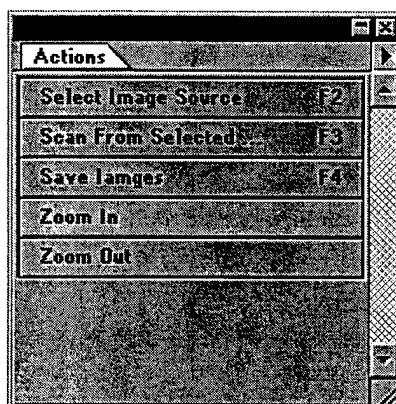 Actions
Select Image Source F2
Scan From Selected... F3
Save Iamges F4
Zoom In
Zoom Out